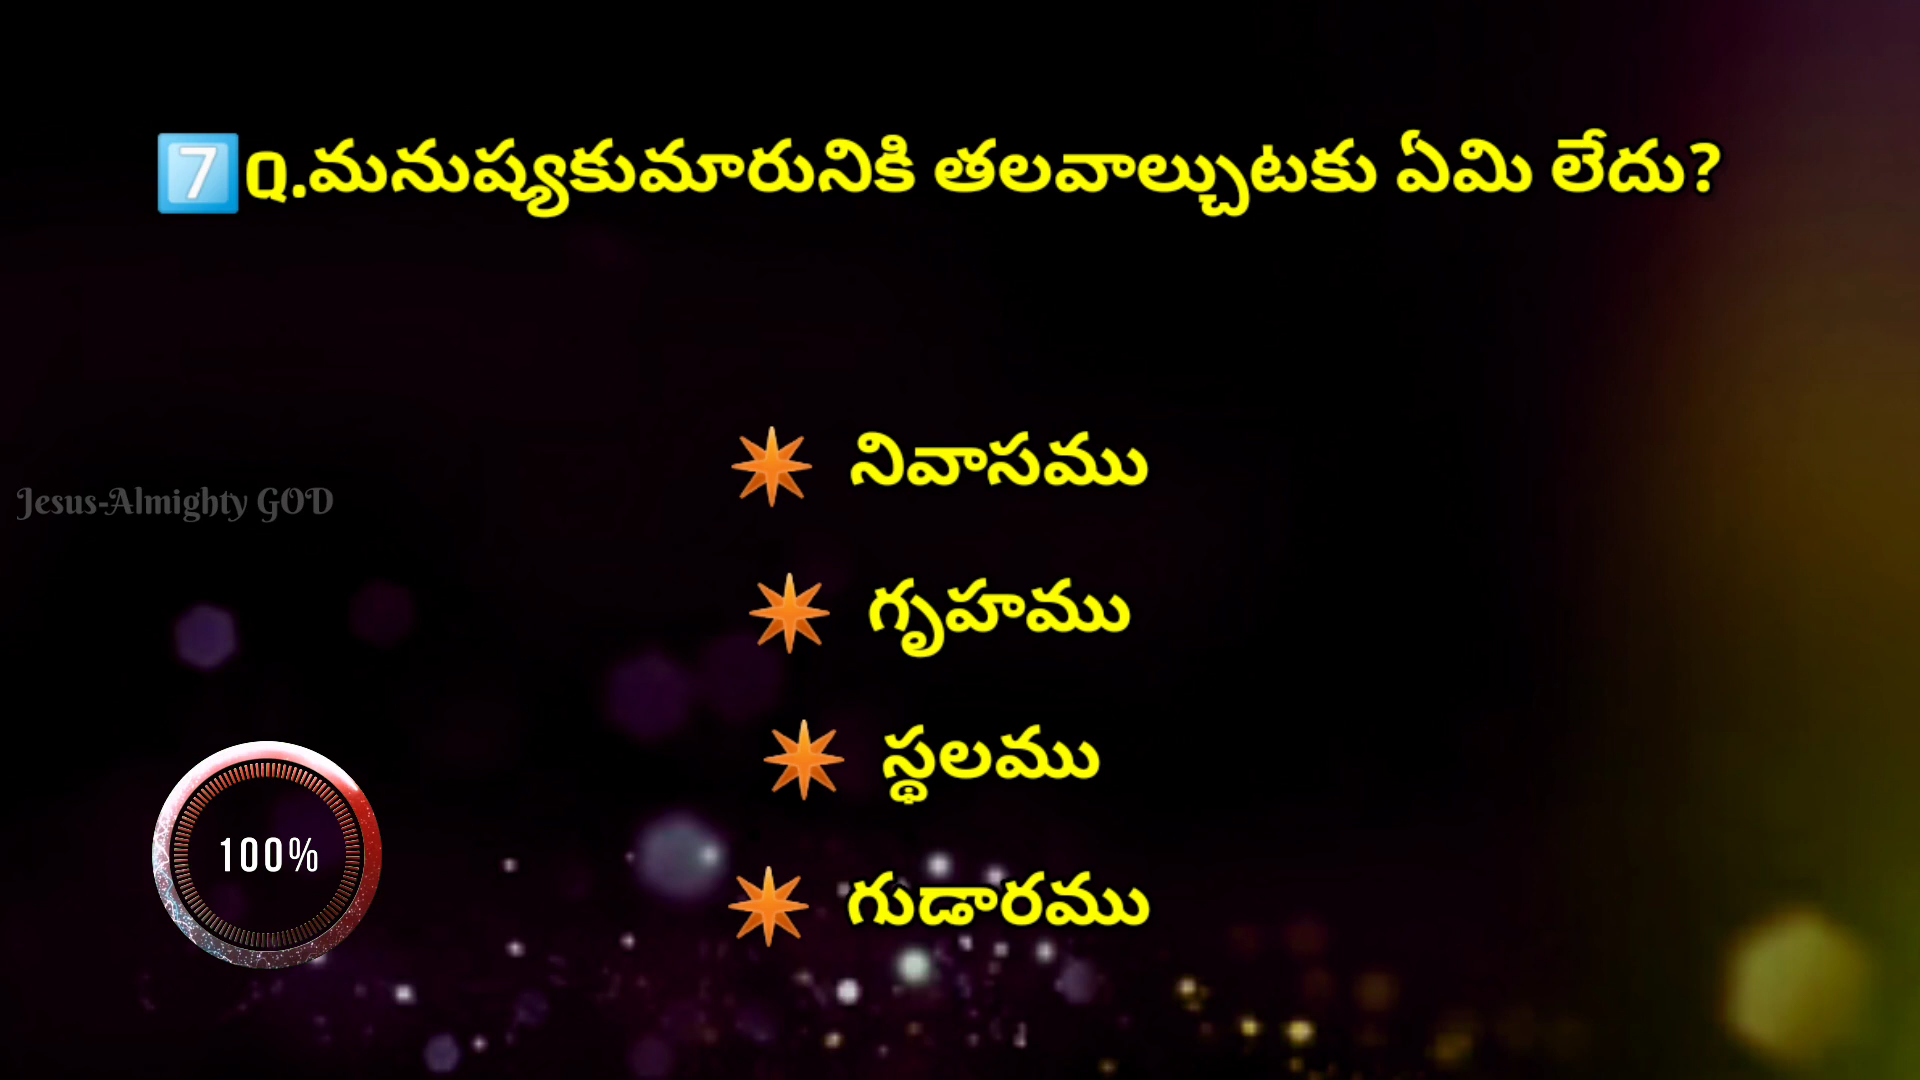 7️⃣Q.మనుష్యకుమారునికి తలవాల్చుటకు ఏమి లేదు?
✴ నివాసము
Jesus-Almighty GOD
✴ గృహము
✴ స్థలము
100%
✴ గుడారము